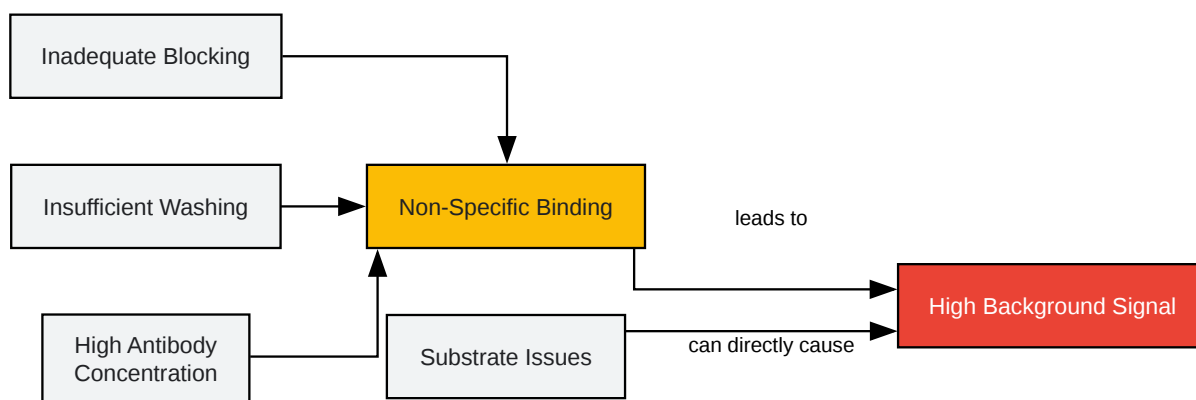 Inadequate Blocking
Insufficient Washing
Non-Specific Binding
leads to
High Background Signal
High Antibody
Concentration
Substrate Issues
can directly cause